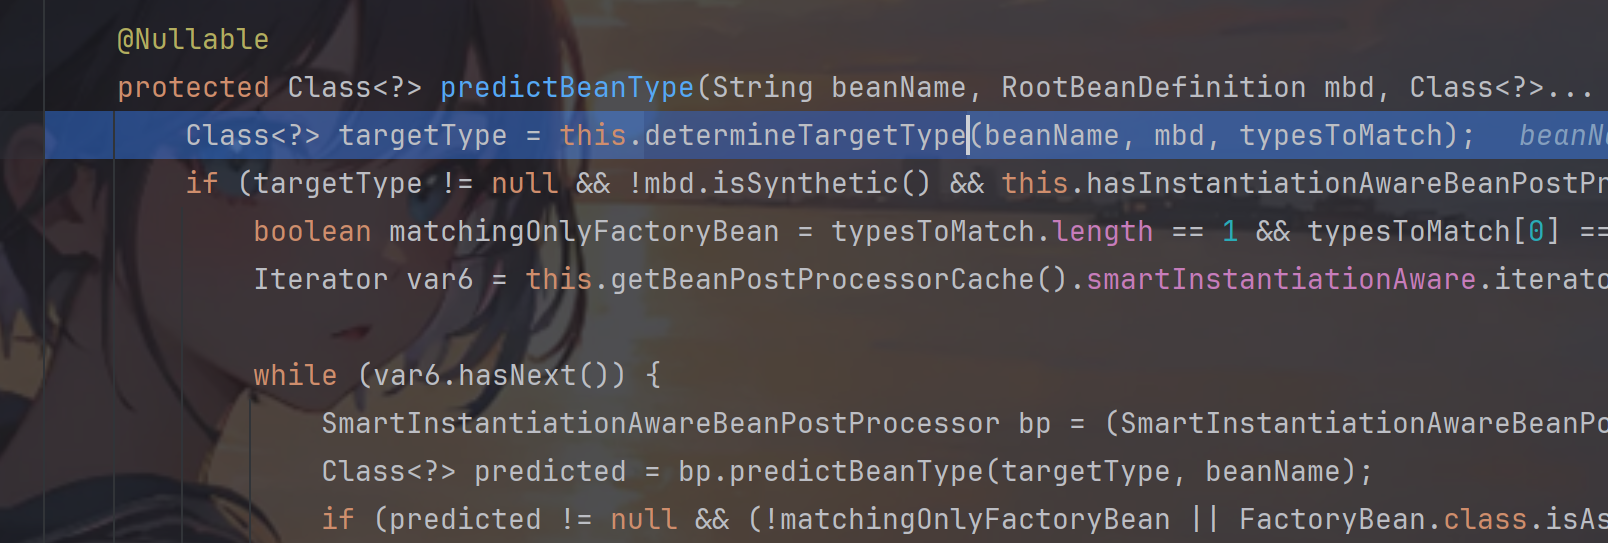 @Nullable
protected Class<?> predictBeanType(String beanName, RootBeanDefinition mbd, Class<?>...
Class<?> targetType = this.determineTargetType(beanName, mbd, typesToMatch); beanN
if (targetType != null && !mbd.isSynthetic() && this.hasInstantiationAwareBeanPostPr
boolean matchingOnlyFactoryBean = typesToMatch.length == 1 && typesToMatch[0] ==
Iterator var6 = this.getBeanPostProcessorCache().smartInstantiationAware.iterato
while (var6.hasNext()) {
SmartInstantiationAwareBeanPostProcessor bp = (SmartInstantiationAwareBeanPo
Class<?> predicted = bp.predictBeanType(targetType, beanName);
if (predicted != null && (!matchingOnlyFactoryBean || FactoryBean.class.isAs